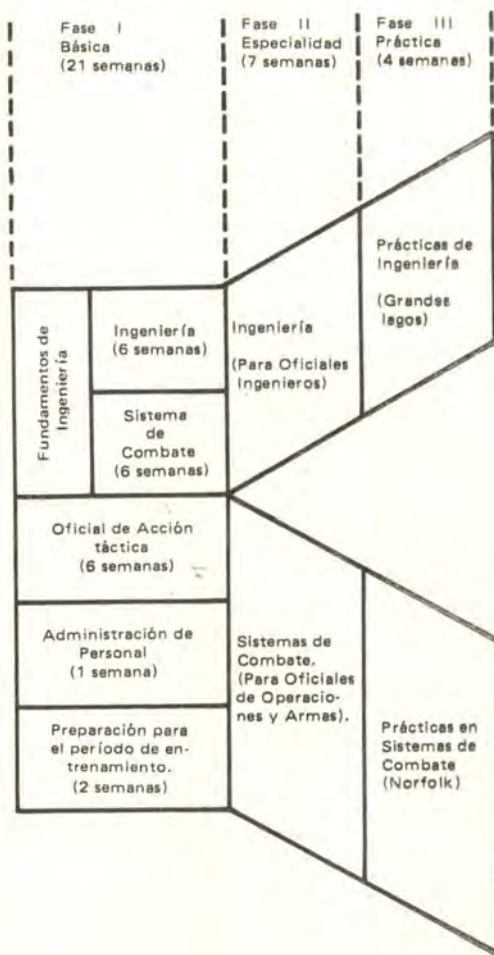 Fase I
Básica
(21 semanas)
Fase II
Especialidad
(7 semanas)
Fase III
Práctica
(4 semanas)
Fundamentos de
Ingeniería
Ingeniería
(6 semanas)
Sistema
de
Combate
(6 semanas)
Oficial de Acción
táctica
(6 semanas)
Administración de
Personal
(1 semana)
Preparación para
el período de en-
trenamiento.
(2 semanas)
Ingeniería
(Para Oficiales
Ingenieros)
Prácticas de
Ingeniería
(Grandes
lagos)
Sistemas de
Combate.
(Para Oficiales
de Operacio-
nes y Armas).
Prácticas en
Sistemas de
Combate
(Norfolk)